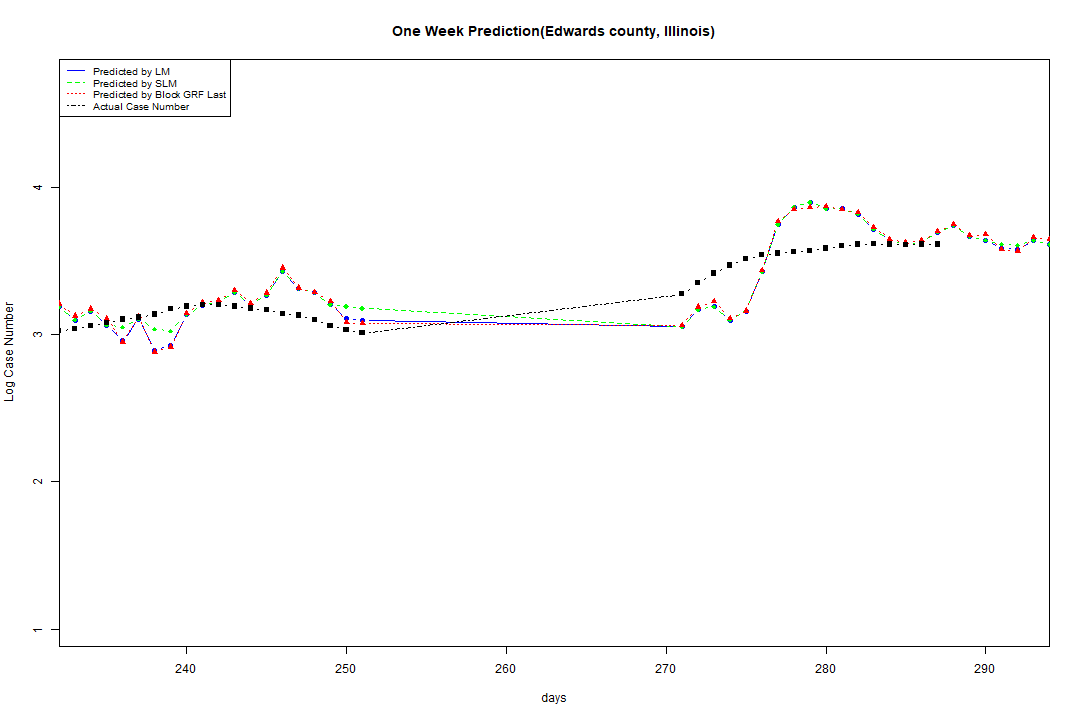 One Week Prediction(Edwards county, Illinois)
Predicted by LM
Predicted by SLM
Predicted by Block GRF Last
Actual Case Number
4
3
2
1
Log Case Number
240 250 260 270 280 290
days